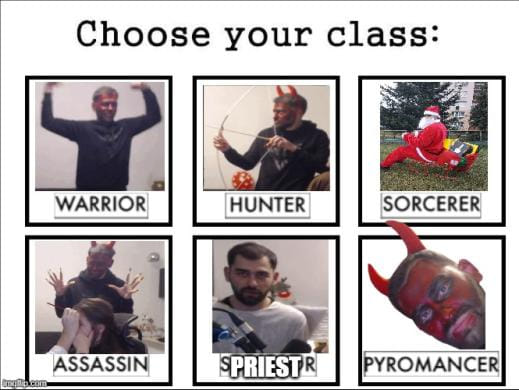 Choose your class:
WARRIOR
HUNTER
SORCERER
ASSASSIN
PRIEST
PYROMANCER
imgflip.com